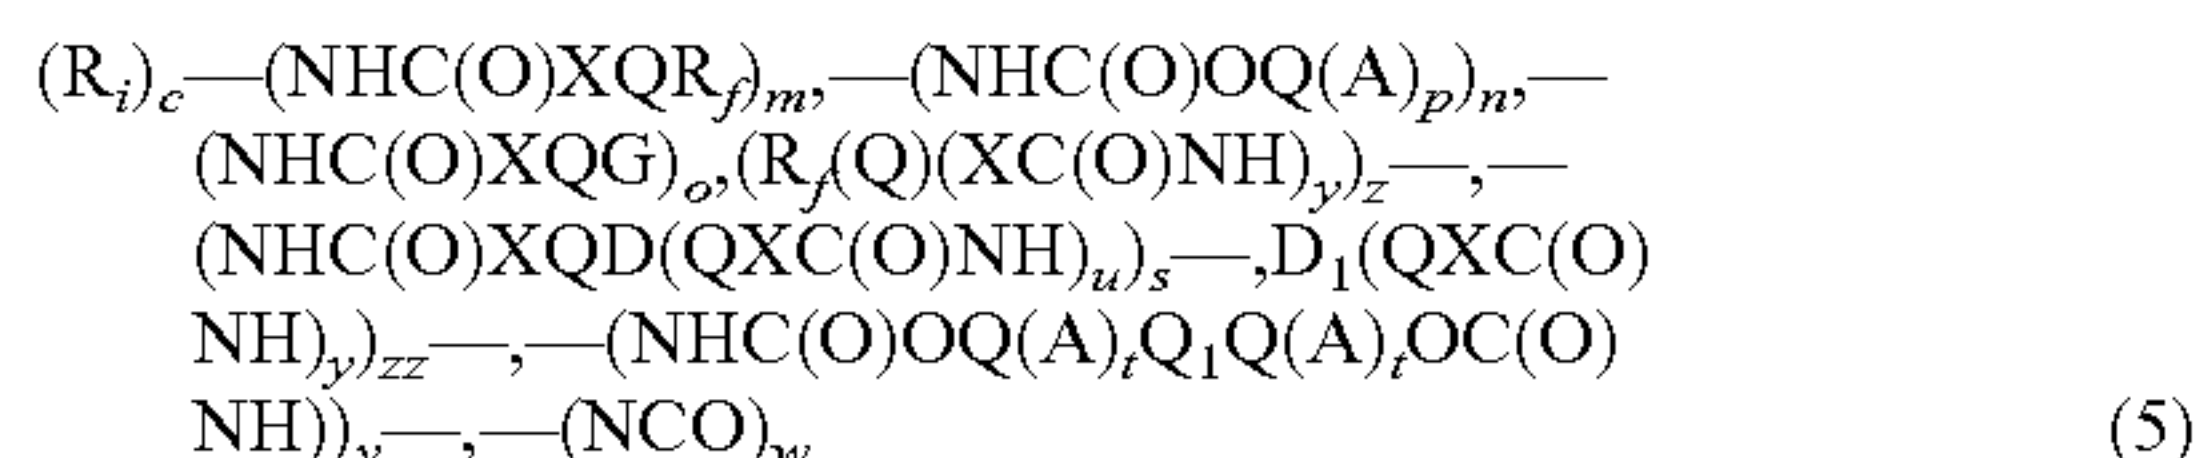 (R_i)_c—(NHC(O)XQR_f)_m,—(NHC(O)OQ(A)_p)_n,—
(NHC(O)XQG)_o,(R_f(Q)(XC(O)NH)_y)_z—,—
(NHC(O)XQD(QXC(O)NH)_u)_s—,D_1(QXC(O)
NH)_y)_zz—,—(NHC(O)OQ(A)_tQ_1Q(A)_tOC(O)
NH))_v—,—(NCO)_w (5)